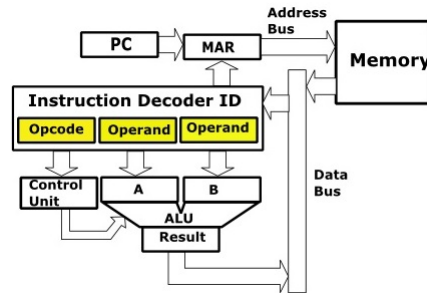 Address
Bus
PC
MAR
Memory
Instruction Decoder ID
Opcode
Operand
Operand
Control
Unit
A
B
ALU
Result
Data
Bus